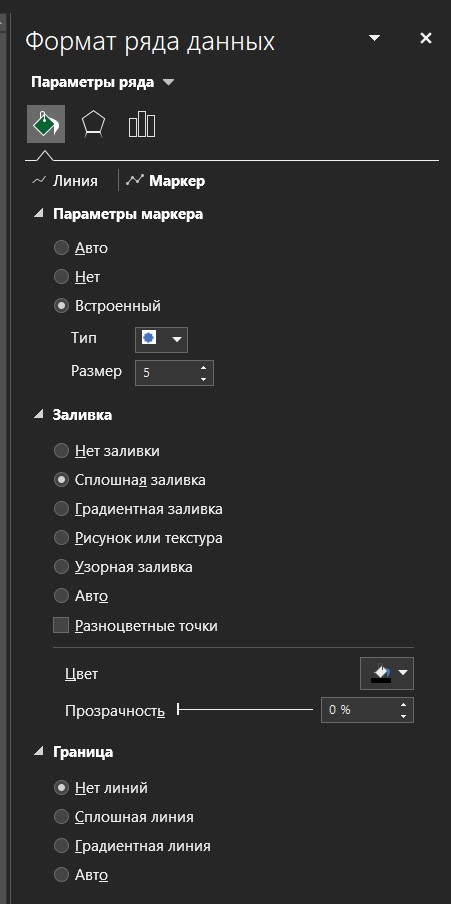 Формат ряда данных
Параметры ряда
Линия
Маркер
Параметры маркера
Авто
Нет
Встроенный
Тип
Размер 5
Заливка
Нет заливки
Сплошная заливка
Градиентная заливка
Рисунок или текстура
Узорная заливка
Авто
Разноцветные точки
Цвет
Прозрачность 0 %
Граница
Нет линий
Сплошная линия
Градиентная линия
Авто